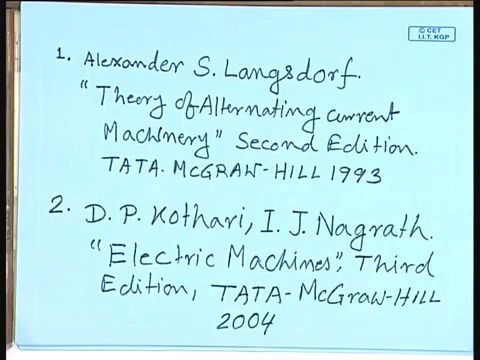 © CET
I.I.T. KGP
1. Alexander S. Langsdorf.
"Theory of Alternating current
Machinery" Second Edition.
TATA. McGRAW-HILL 1993
2. D. P. Kothari, I. J. Nagrath.
"Electric Machines", Third
Edition, TATA-McGraw-HILL
2004